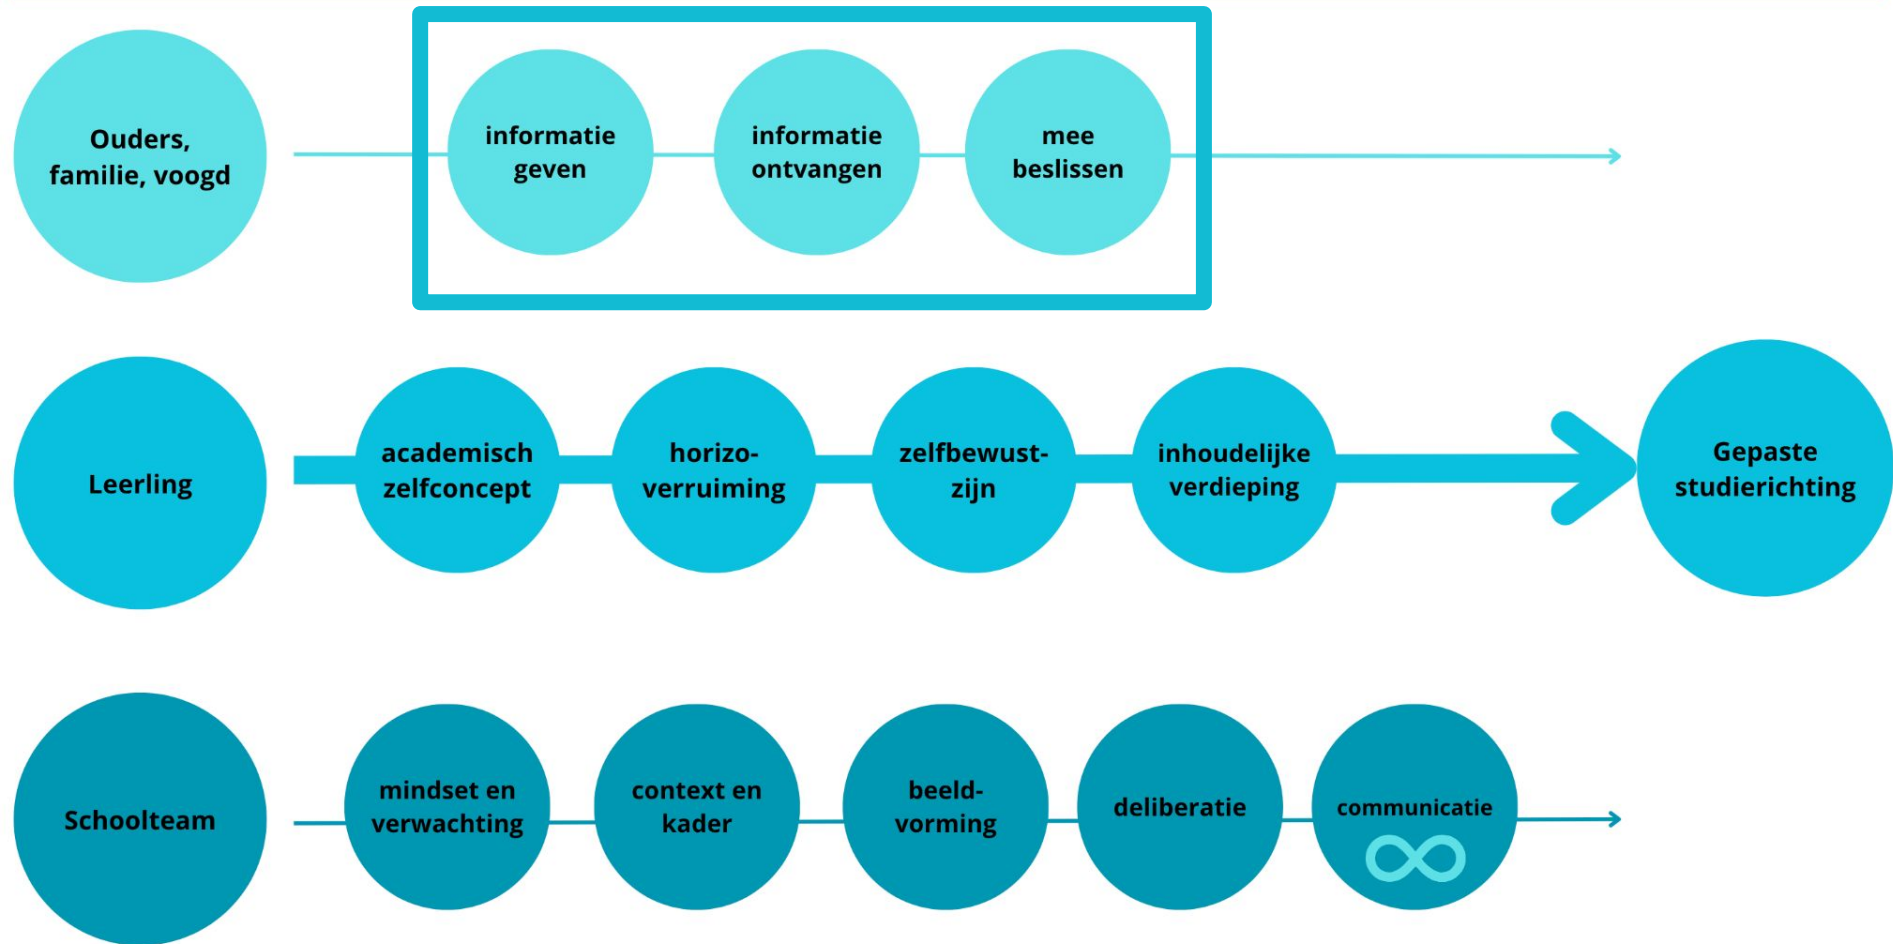 Ouders,
familie, voogd
informatie
geven
informatie
ontvangen
mee
beslissen
Leerling
academisch
zelfconcept
horizo-
verruiming
zelfbewust-
zijn
inhoudelijke
verdieping
Gepaste
studierichting
Schoolteam
mindset en
verwachting
context en
kader
beeld-
vorming
deliberatie
communicatie